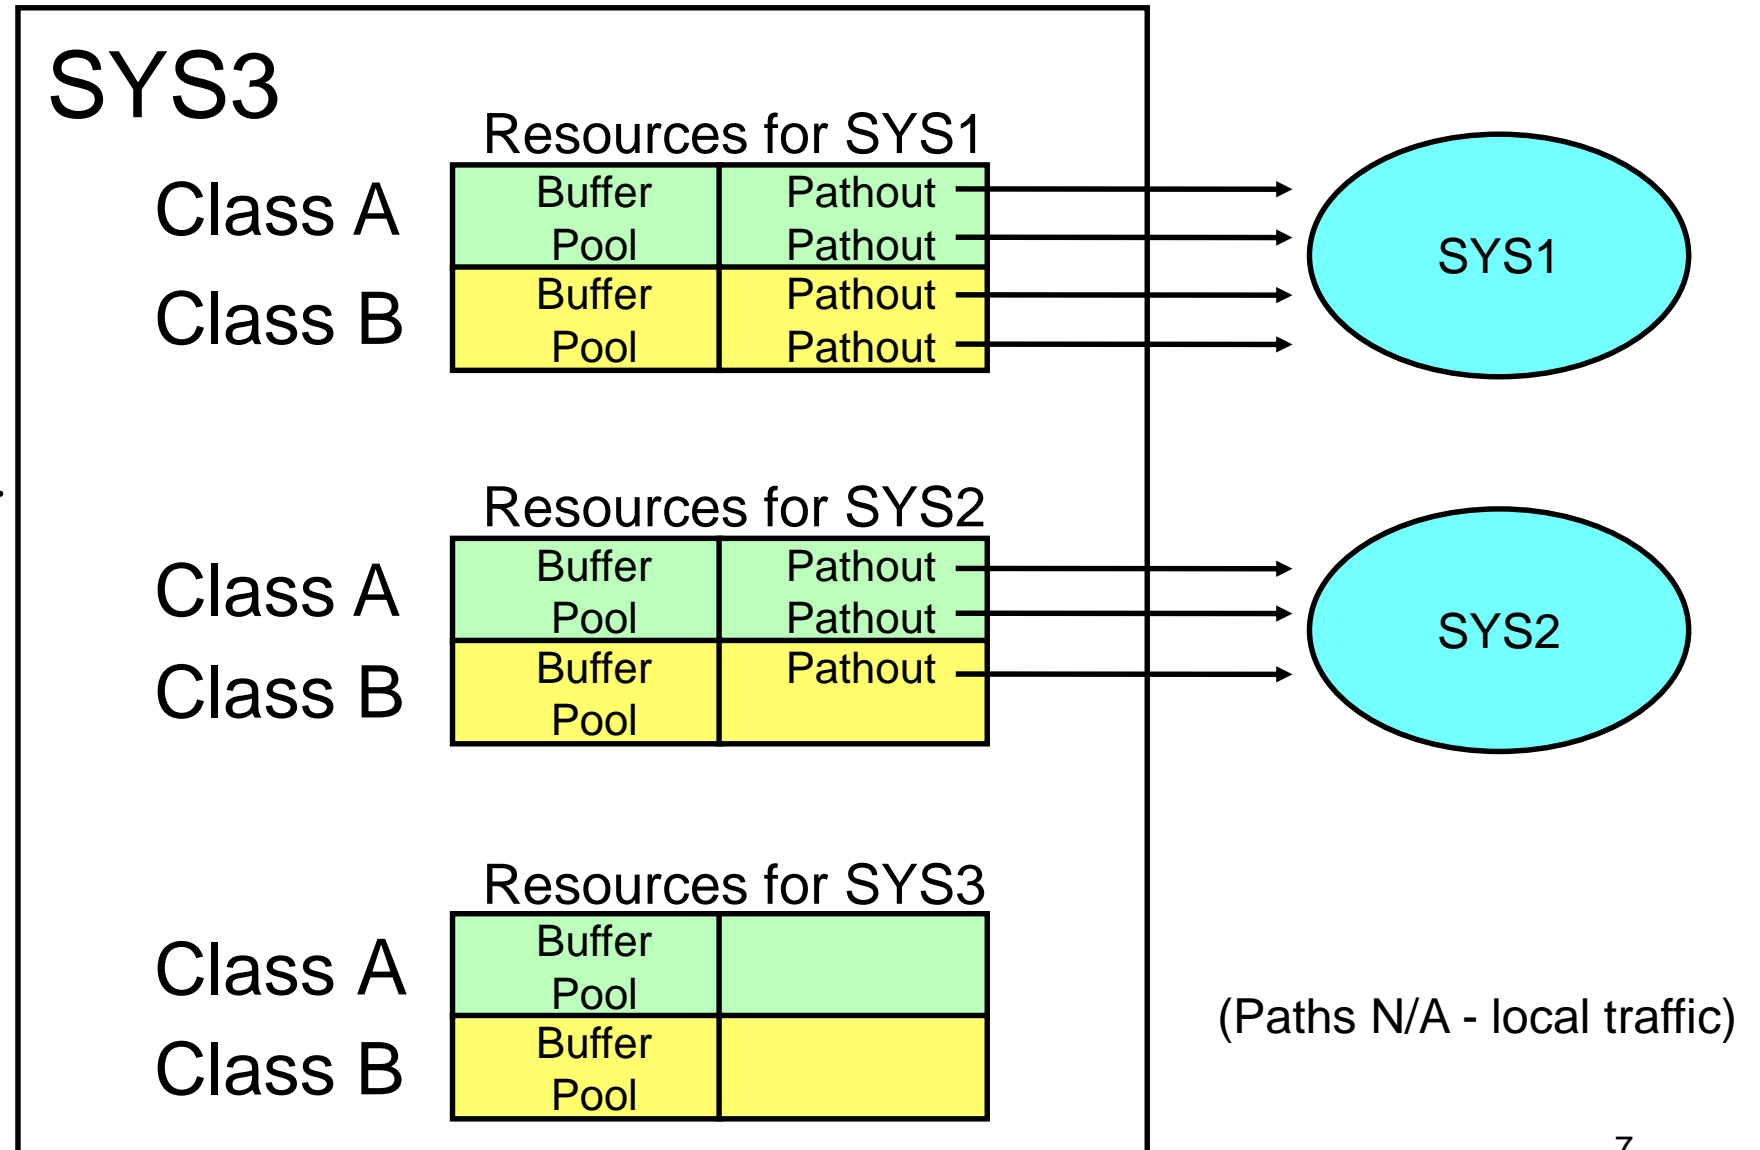 SYS3
Resources for SYS1
Class A
Buffer Pool
Pathout
Pathout
Class B
Buffer Pool
Pathout
Pathout
SYS1
Resources for SYS2
Class A
Buffer Pool
Pathout
Pathout
Class B
Buffer Pool
Pathout
SYS2
Resources for SYS3
Class A
Buffer Pool
Class B
Buffer Pool
(Paths N/A - local traffic)